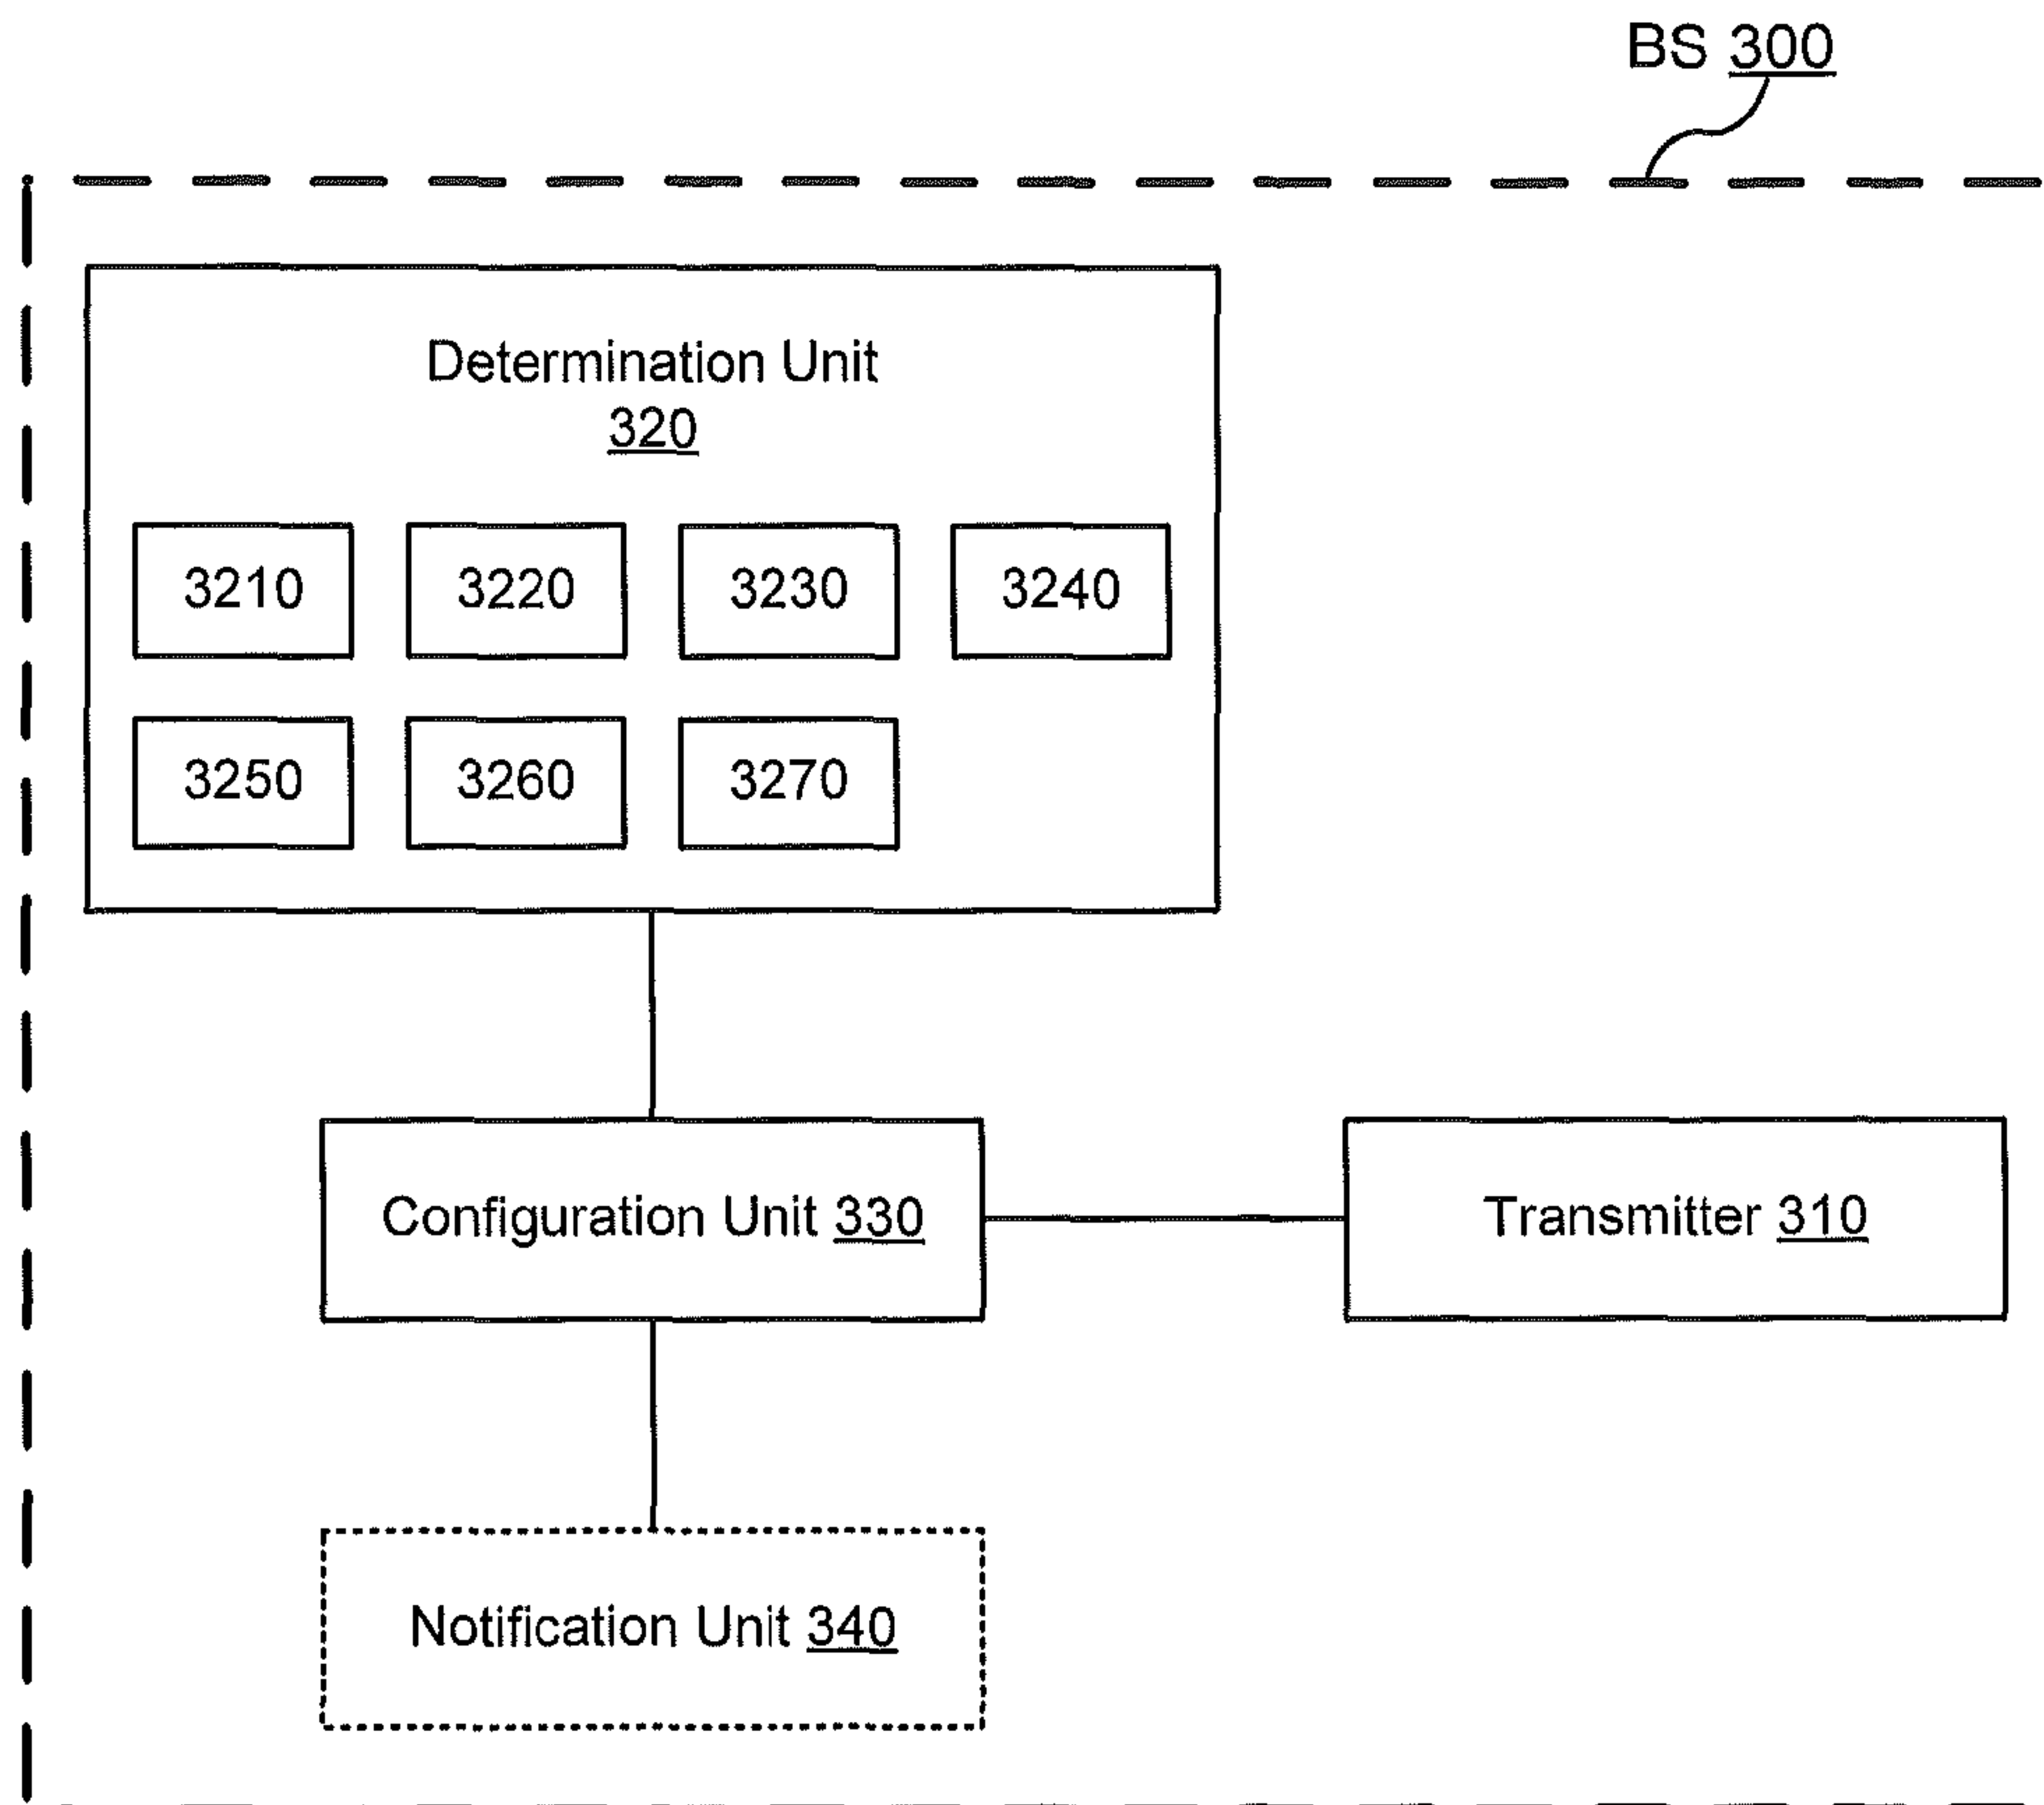 BS 300
Determination Unit
320
3210 3220 3230 3240
3250 3260 3270
Configuration Unit 330
Transmitter 310
Notification Unit 340